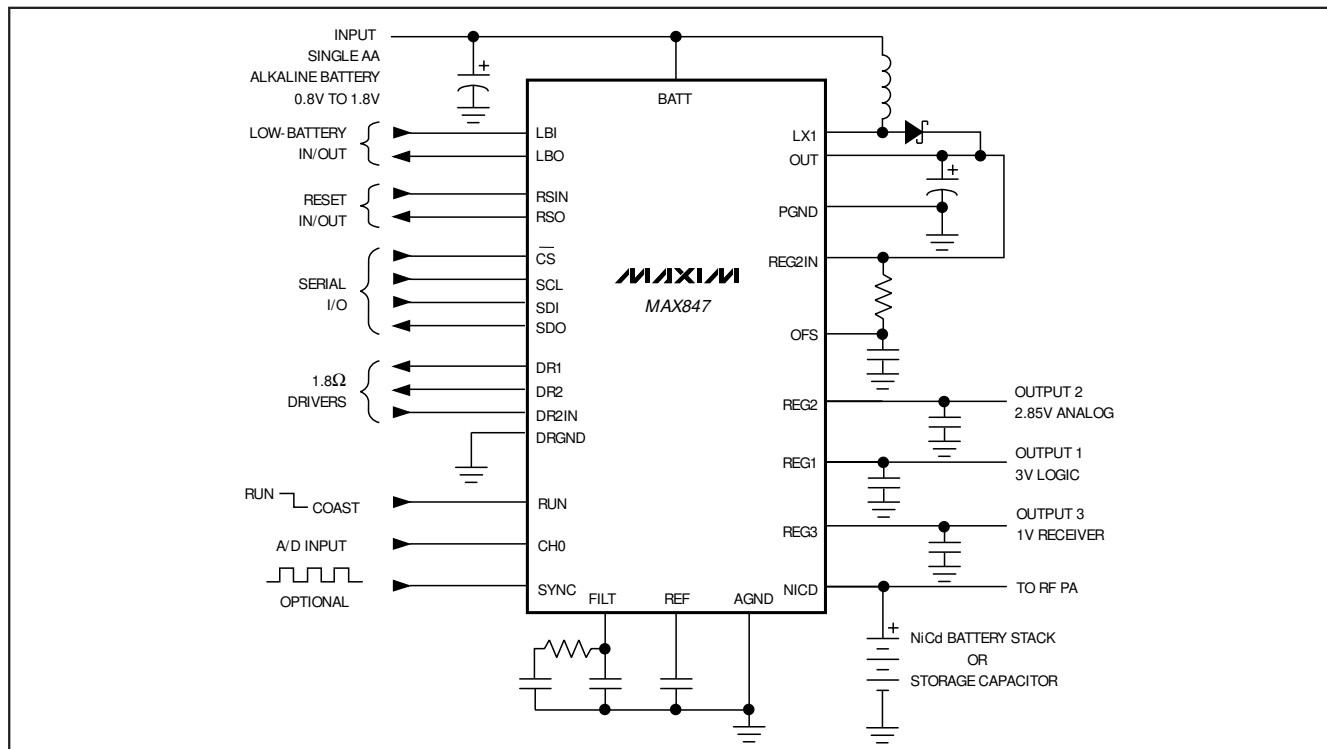 INPUT
SINGLE AA
ALKALINE BATTERY
0.8V TO 1.8V
LOW-BATTERY
IN/OUT
RESET
IN/OUT
SERIAL
I/O
1.8Ω
DRIVERS
RUN
COAST
A/D INPUT
OPTIONAL
BATT
LBI
LBO
RSIN
RSO
CS
SCL
SDI
SDO
DR1
DR2
DR2IN
DRGND
RUN
CH0
SYNC
FILT
REF
AGND
MAXIM
MAX847
LX1
OUT
PGND
REG2IN
OFS
REG2
REG1
REG3
NICD
+
+
OUTPUT 2
2.85V ANALOG
OUTPUT 1
3V LOGIC
OUTPUT 3
1V RECEIVER
TO RF PA
+
NiCd BATTERY STACK
OR
STORAGE CAPACITOR